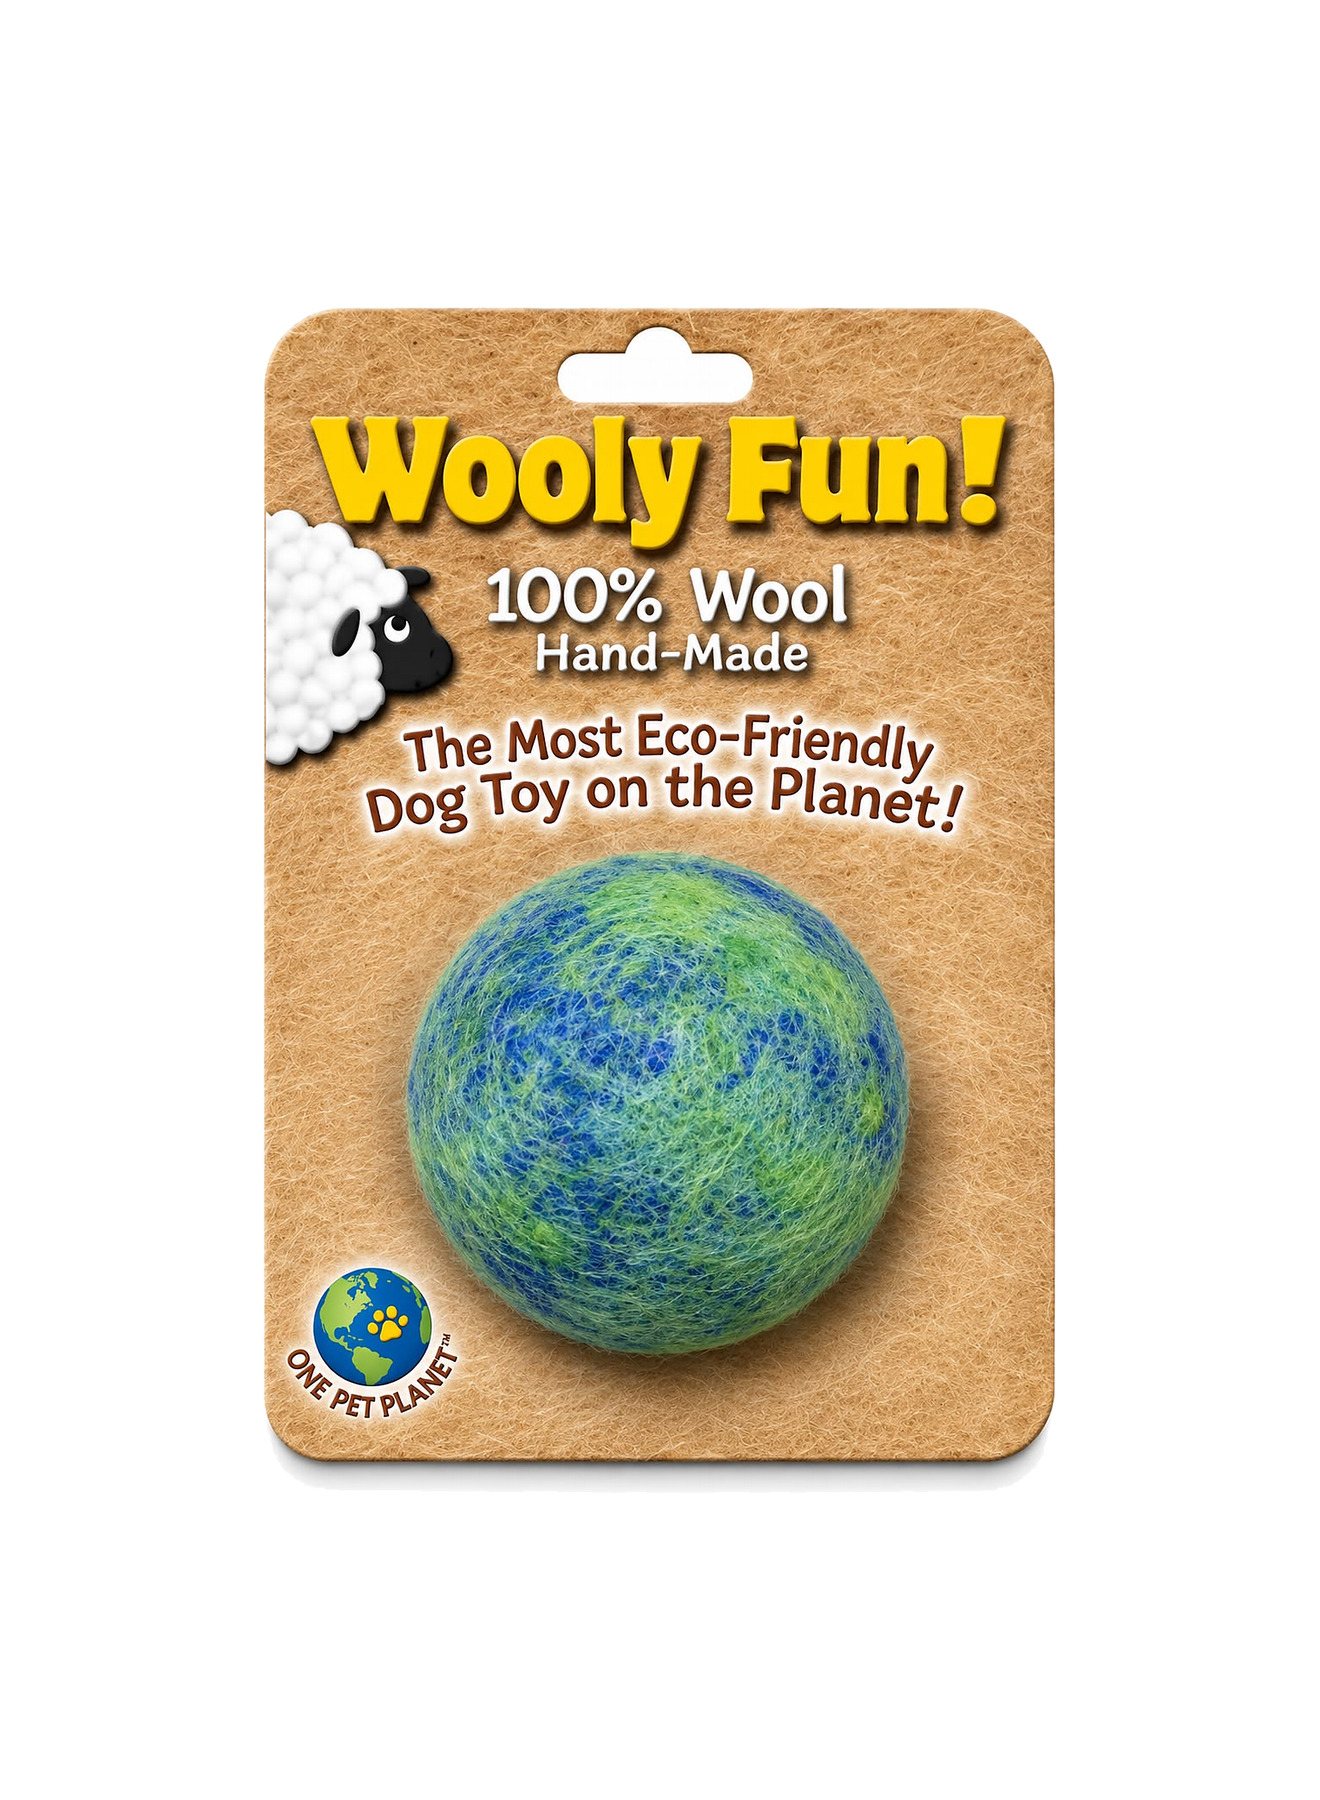 Wooly Fun!
100% Wool
Hand-Made
The Most Eco-Friendly
Dog Toy on the Planet!
ONE PET PLANET™